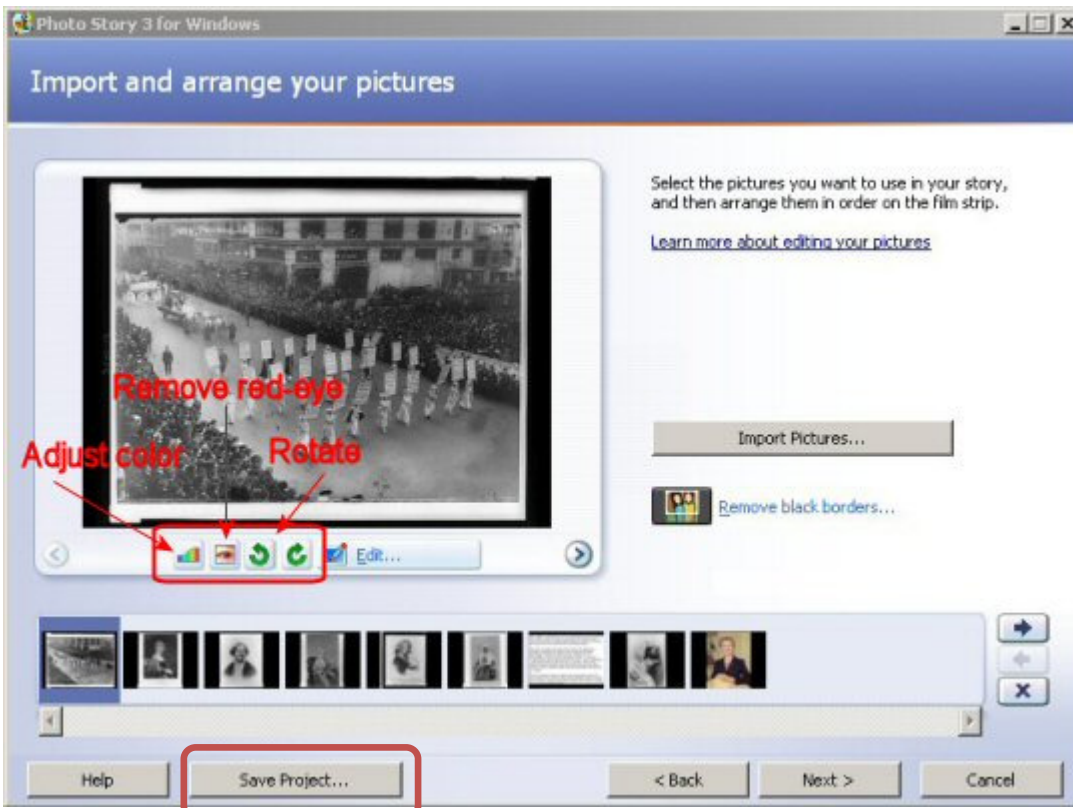 Photo Story 3 for Windows
Import and arrange your pictures
Select the pictures you want to use in your story,
and then arrange them in order on the film strip.
Learn more about editing your pictures
Remove red-eye
Adjust color
Rotate
Import Pictures...
Remove black borders...
Edit...
Help
Save Project...
< Back
Next >
Cancel